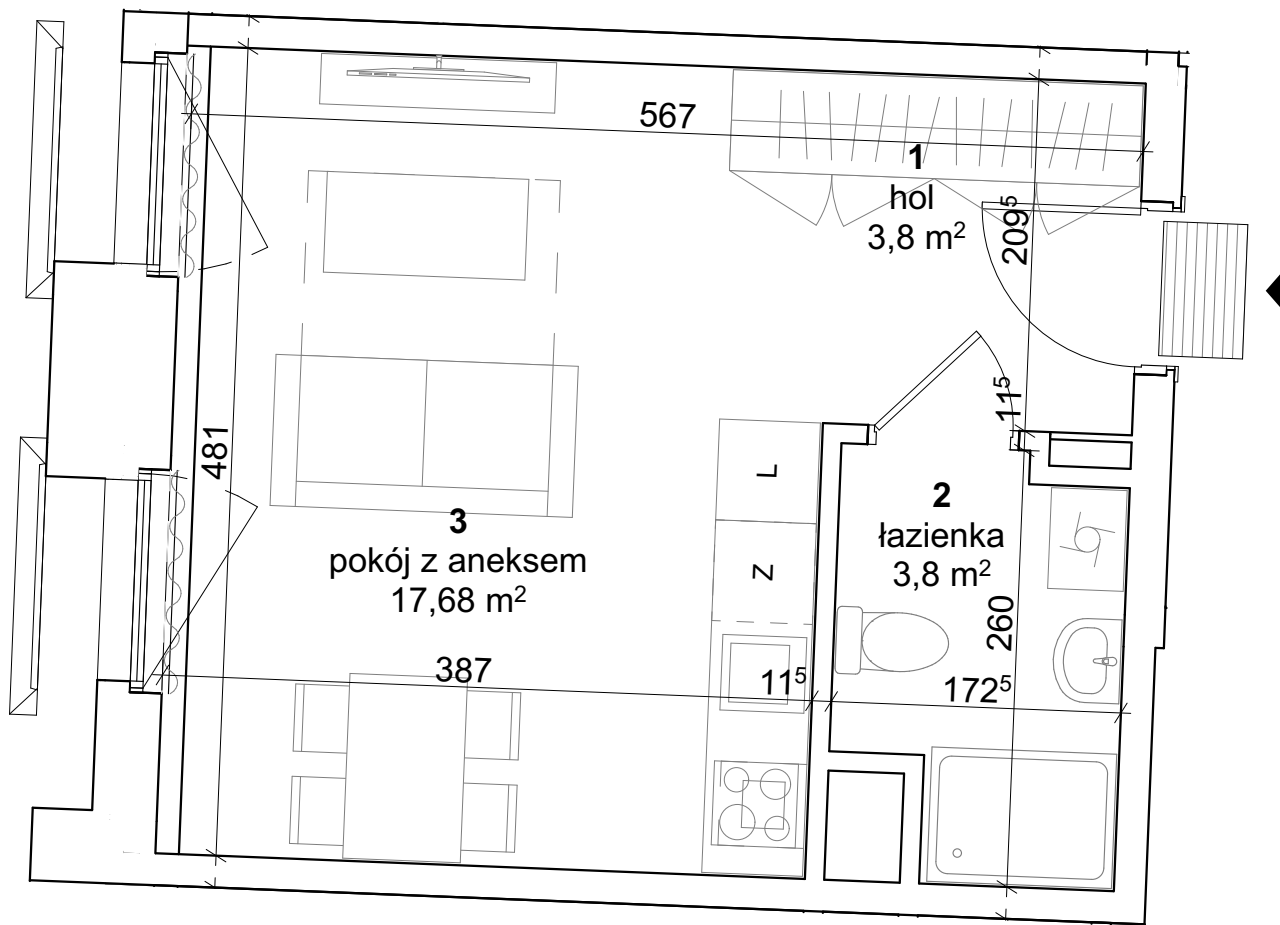 567
1
hol
3,8 m²
209⁵
11⁵
481
L
Z
2
łazienka
3,8 m²
3
pokój z aneksem
17,68 m²
260
387
11⁵
172⁵